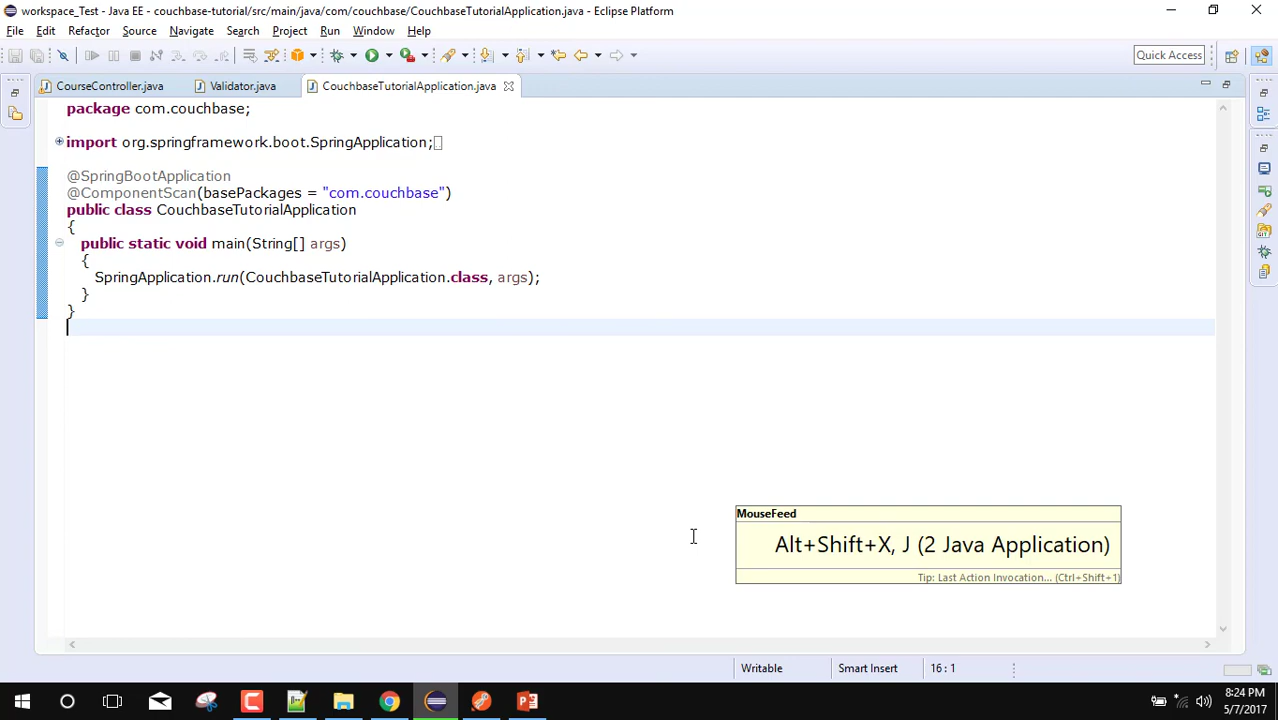 workspace_Test - Java EE - couchbase-tutorial/src/main/java/com/couchbase/CouchbaseTutorialApplication.java - Eclipse Platform
File Edit Refactor Source Navigate Search Project Run Window Help
Quick Access
CourseController.java Validator.java CouchbaseTutorialApplication.java
package com.couchbase;
import org.springframework.boot.SpringApplication;
@SpringBootApplication
@ComponentScan(basePackages = "com.couchbase")
public class CouchbaseTutorialApplication
{
public static void main(String[] args)
{
SpringApplication.run(CouchbaseTutorialApplication.class, args);
}
}
MouseFeed
Alt+Shift+X, J (2 Java Application)
Tip: Last Action Invocation... (Ctrl+Shift+1)
Writable Smart Insert 16 : 1
8:24 PM
5/7/2017